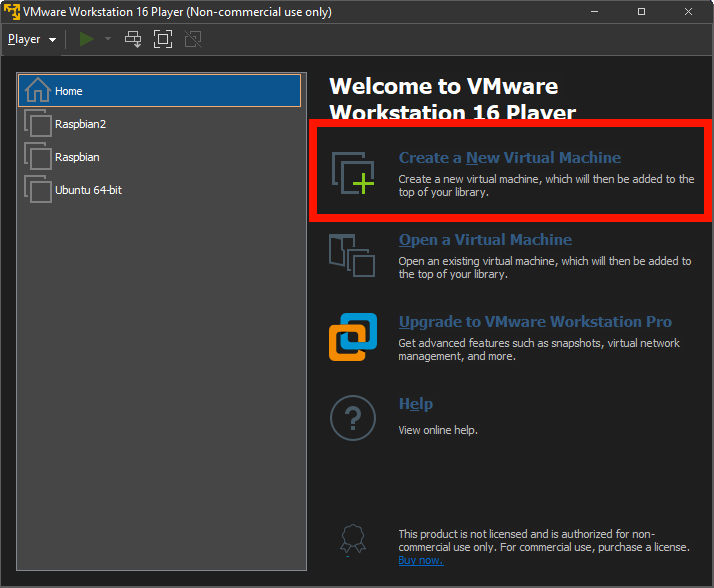 VMware Workstation 16 Player (Non-commercial use only)
Player
Home
Raspbian2
Raspbian
Ubuntu 64-bit
Welcome to VMware
Workstation 16 Player
Create a New Virtual Machine
Create a new virtual machine, which will then be added to the
top of your library.
Open a Virtual Machine
Open an existing virtual machine, which will then be added to
the top of your library.
Upgrade to VMware Workstation Pro
Get advanced features such as snapshots, virtual network
management, and more.
?
Help
View online help.
This product is not licensed and is authorized for non-
commercial use only. For commercial use, purchase a license.
Buy now.